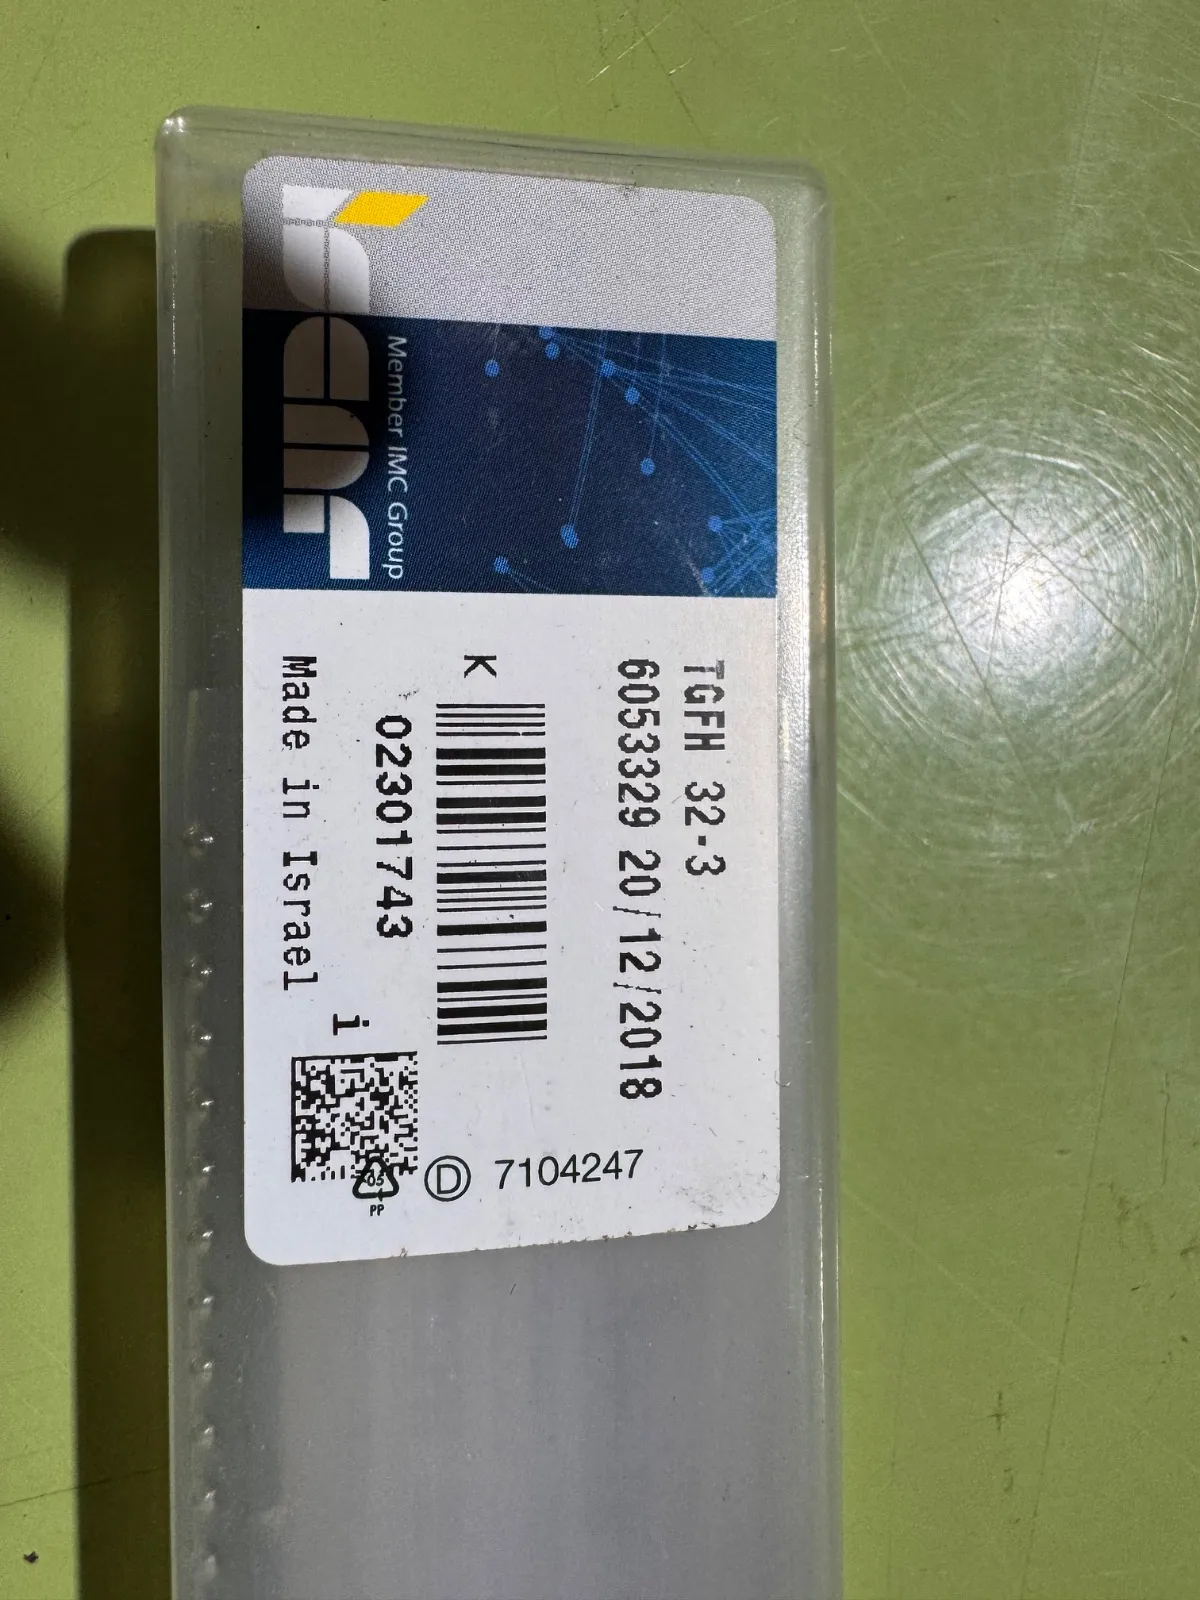 iscar
Member IMC Group
TGFH 32-3
6053329 20/12/2018
K
02301743
Made in Israel
i
05
PP
D 7104247